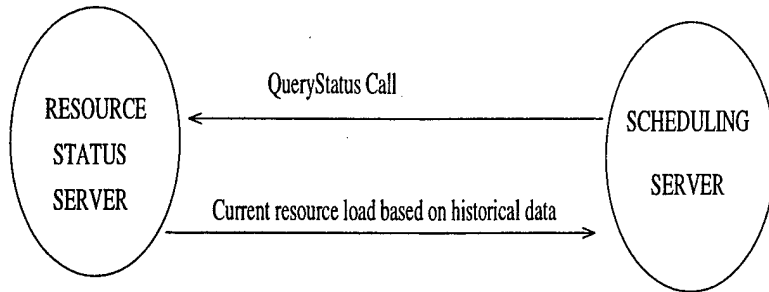 RESOURCE
STATUS
SERVER
QueryStatus Call
Current resource load based on historical data
SCHEDULING
SERVER